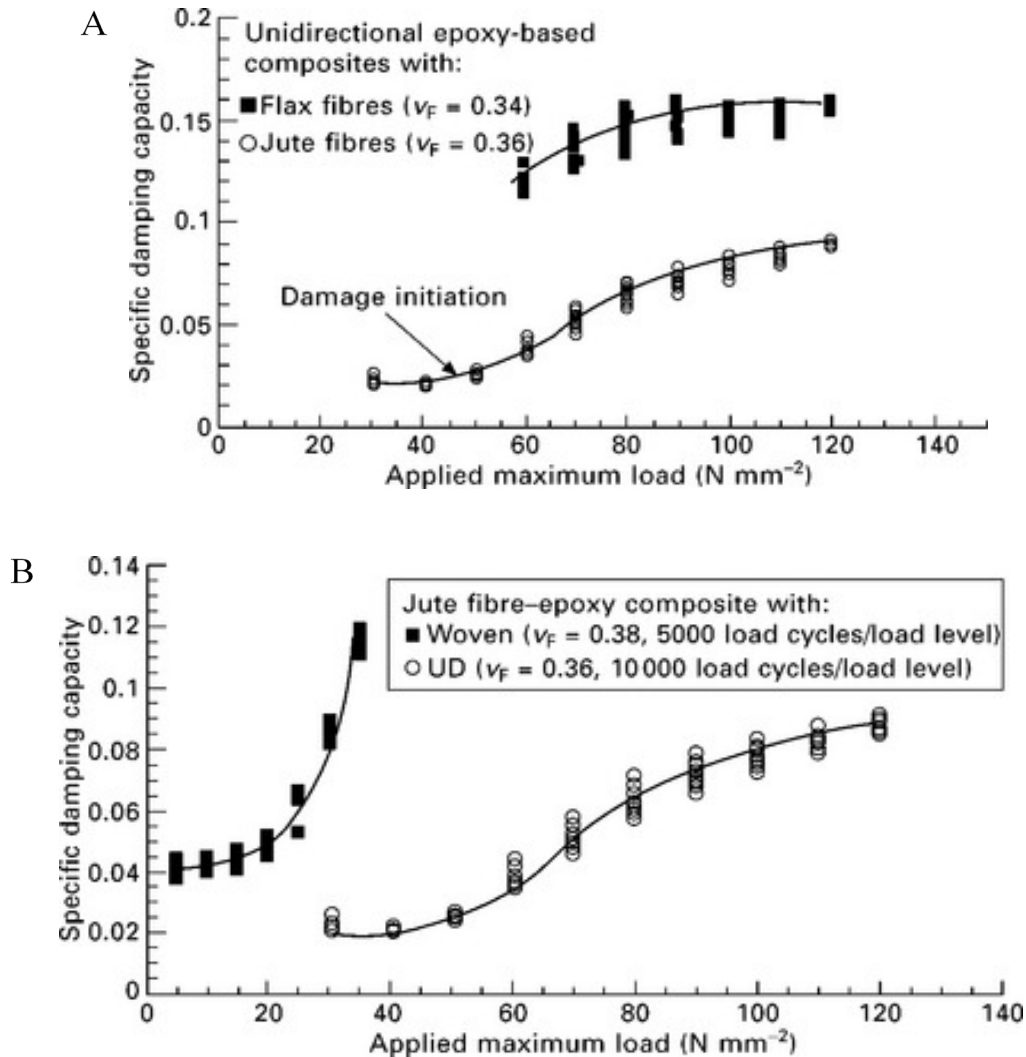 A
Specific damping capacity
0.2
0.15
0.1
0.05
0
Unidirectional epoxy-based
composites with:
■ Flax fibres (vF = 0.34)
○ Jute fibres (vF = 0.36)
Damage initiation
0 20 40 60 80 100 120 140
Applied maximum load (N mm⁻²)
B
Specific damping capacity
0.14
0.12
0.1
0.08
0.06
0.04
0.02
0
Jute fibre–epoxy composite with:
■ Woven (vF = 0.38, 5000 load cycles/load level)
○ UD (vF = 0.36, 10 000 load cycles/load level)
0 20 40 60 80 100 120 140
Applied maximum load (N mm⁻²)